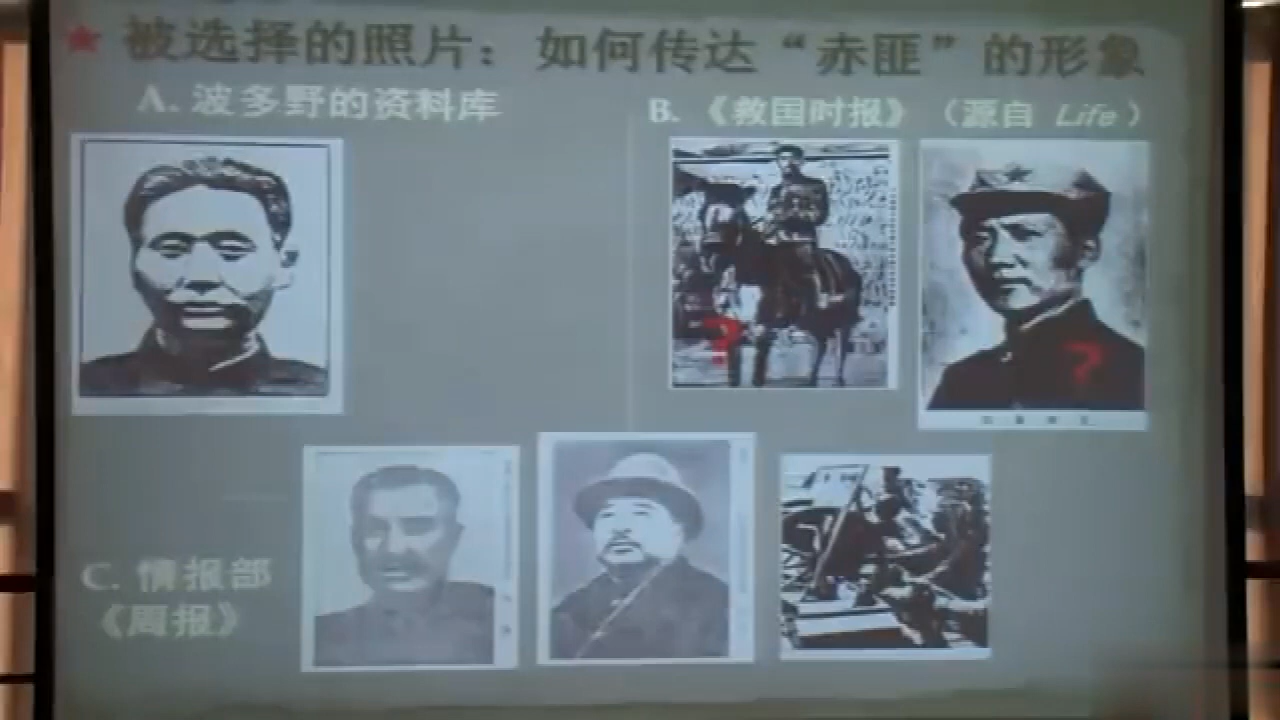 被选择的照片：如何传达“赤匪”的形象
A. 波多野的资料库
B. 《救国时报》（源自 Life）
?
?
C. 情报部
《周报》